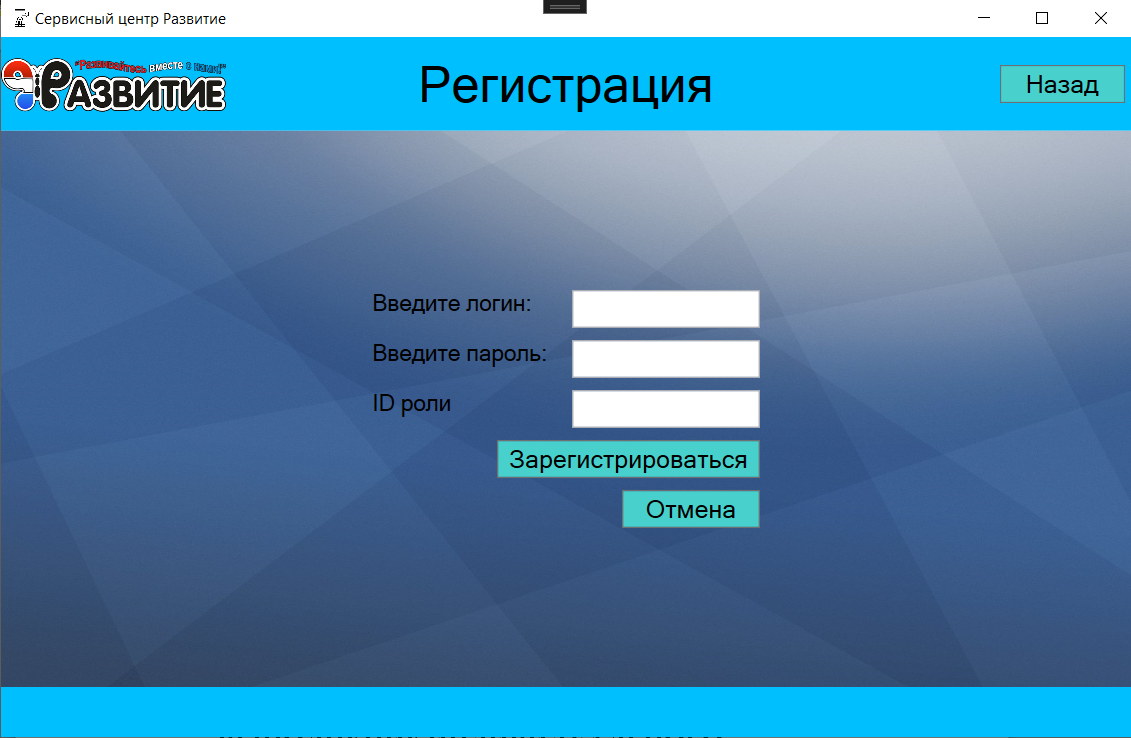 Сервисный центр Развитие
"Развивайтесь вместе с нами!"
РАЗВИТИЕ
Регистрация
Назад
Введите логин:
Введите пароль:
ID роли
Зарегистрироваться
Отмена